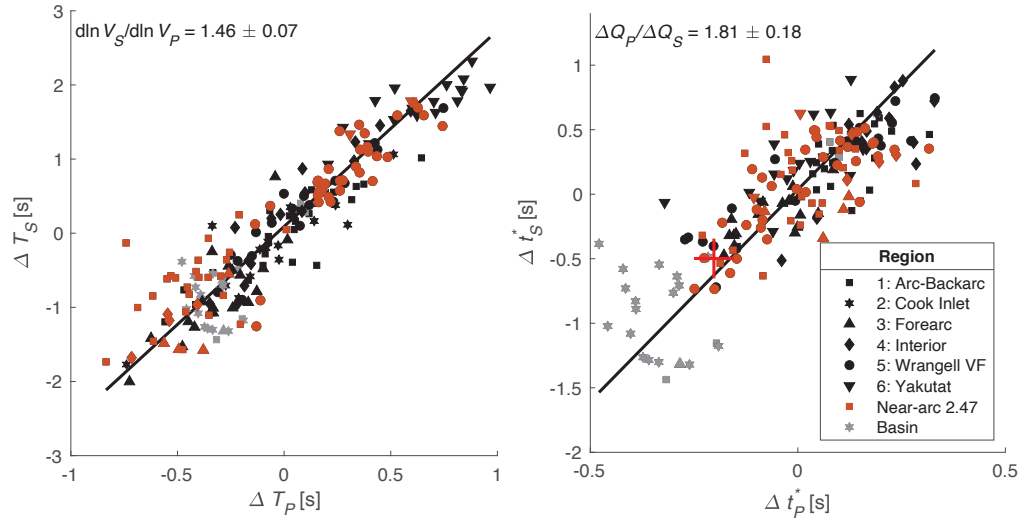 dln V_S/dln V_P = 1.46 ± 0.07
3
2
1
0
-1
-2
-3
Δ T_S [s]
-1
-0.5
0
0.5
1
Δ T_P [s]
ΔQ_P/ΔQ_S = 1.81 ± 0.18
1
0.5
0
-0.5
-1
-1.5
-2
Δ t_S^* [s]
-0.5
0
0.5
Δ t_P^* [s]
Region
1: Arc-Backarc
2: Cook Inlet
3: Forearc
4: Interior
5: Wrangell VF
6: Yakutat
Near-arc 2.47
Basin